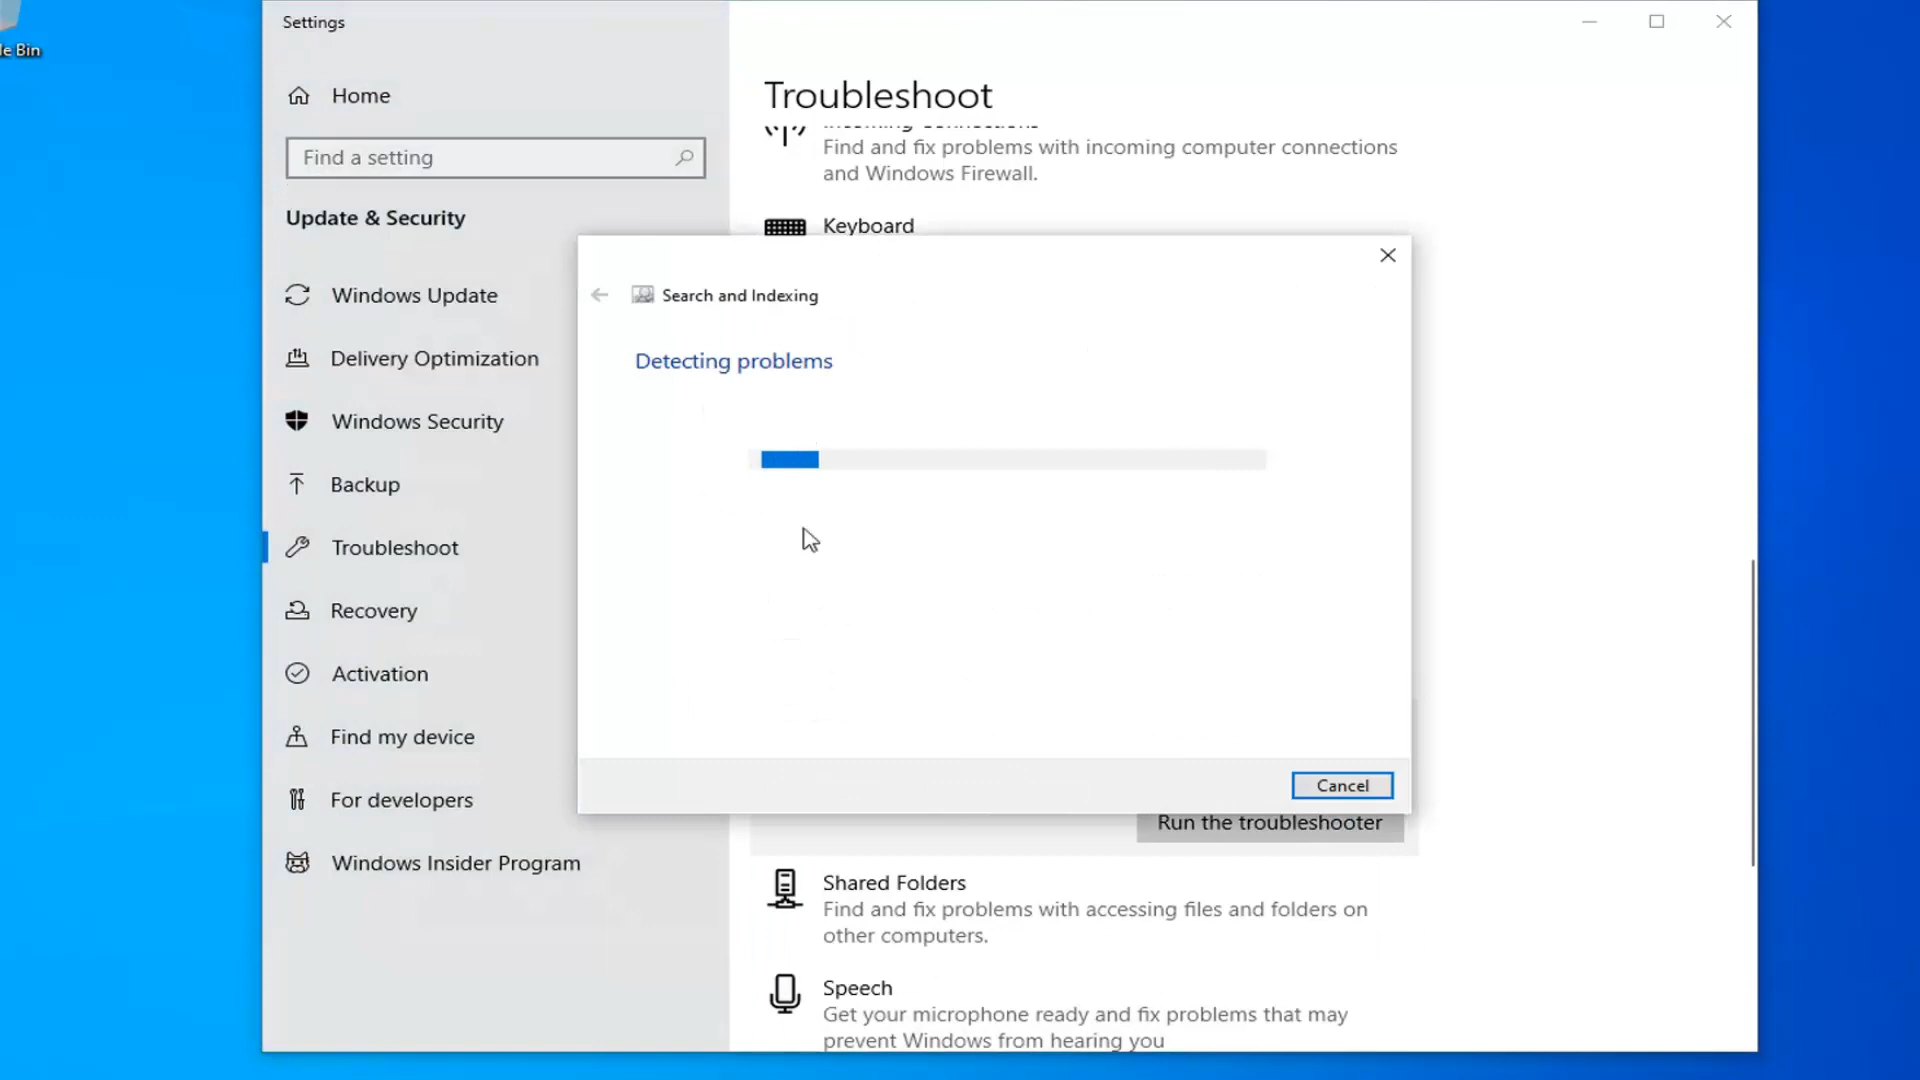 le Bin
Settings
Home
Find a setting
Update & Security
Windows Update
Delivery Optimization
Windows Security
Backup
Troubleshoot
Recovery
Activation
Find my device
For developers
Windows Insider Program
Troubleshoot
Incoming Connections
Find and fix problems with incoming computer connections
and Windows Firewall.
Keyboard
Search and Indexing
Detecting problems
Cancel
Run the troubleshooter
Shared Folders
Find and fix problems with accessing files and folders on
other computers.
Speech
Get your microphone ready and fix problems that may
prevent Windows from hearing you